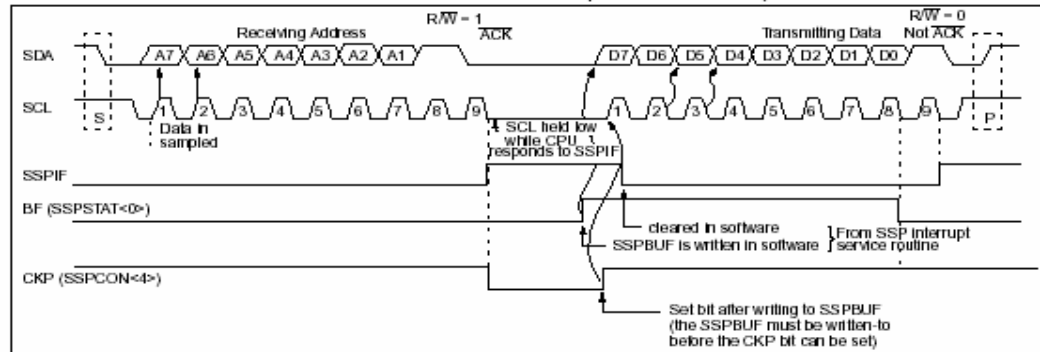 R/W = 1
R/W = 0
Receiving Address
ACK
Transmitting Data
Not ACK
SDA
A7 A6 A5 A4 A3 A2 A1
D7 D6 D5 D4 D3 D2 D1 D0
SCL
S
1 2 3 4 5 6 7 8 9
1 2 3 4 5 6 7 8 9
P
Data in
sampled
SCL held low
while CPU
responds to SSPIF
SSPIF
BF (SSPSTAT<0>)
cleared in software
SSPBUF is written in software
From SSP interrupt
service routine
CKP (SSPCON<4>)
Set bit after writing to SSPBUF
(the SSPBUF must be written-to
before the CKP bit can be set)